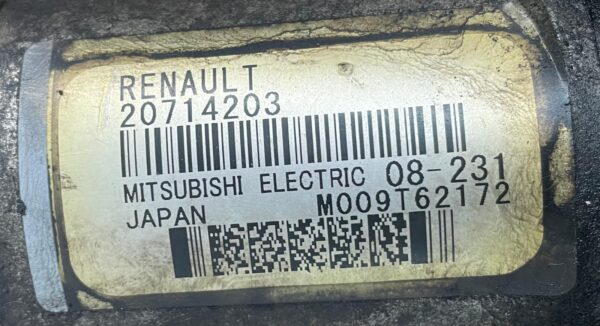 RENAULT
20714203
MITSUBISHI ELECTRIC 08-231
JAPAN M009T62172